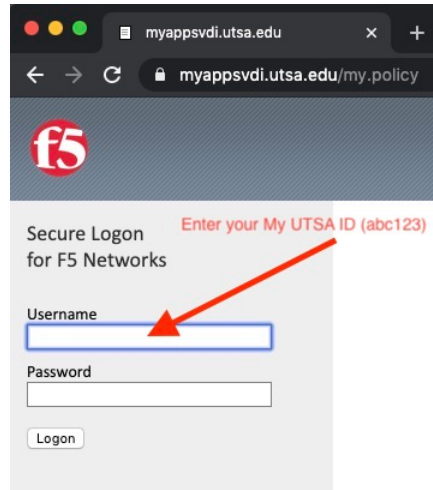 myappsvdi.utsa.edu
myappsvdi.utsa.edu/my.policy
f5
Enter your My UTSA ID (abc123)
Secure Logon
for F5 Networks
Username
Password
Logon